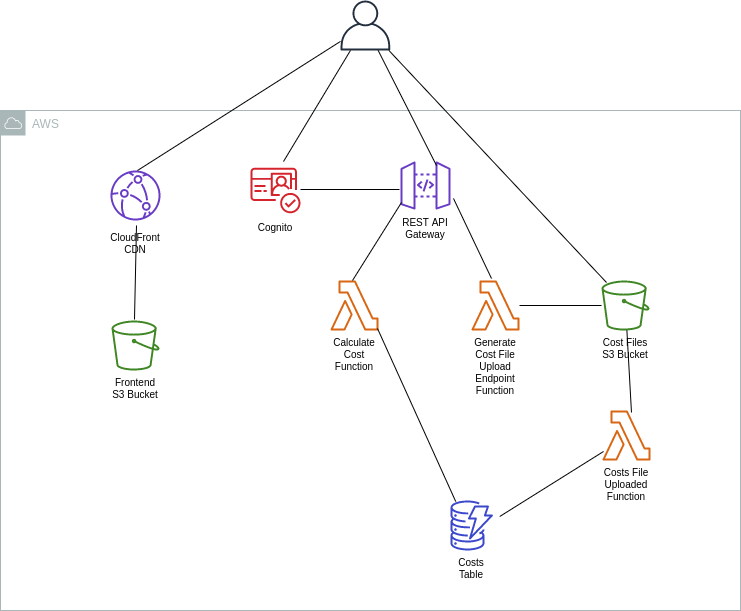 AWS
CloudFront
CDN
Cognito
REST API
Gateway
Frontend
S3 Bucket
Calculate
Cost
Function
Generate
Cost File
Upload
Endpoint
Function
Cost Files
S3 Bucket
Costs File
Uploaded
Function
Costs
Table